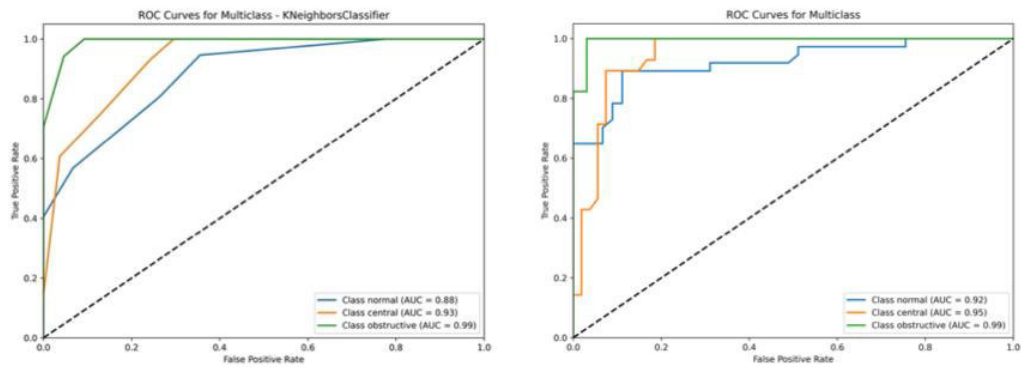 ROC Curves for Multiclass - KNeighborsClassifier
1.0
0.8
0.6
0.4
0.2
0.0
True Positive Rate
0.0
0.2
0.4
0.6
0.8
1.0
False Positive Rate
Class normal (AUC = 0.88)
Class central (AUC = 0.93)
Class obstructive (AUC = 0.99)
ROC Curves for Multiclass
1.0
0.8
0.6
0.4
0.2
0.0
True Positive Rate
0.0
0.2
0.4
0.6
0.8
1.0
False Positive Rate
Class normal (AUC = 0.92)
Class central (AUC = 0.95)
Class obstructive (AUC = 0.99)